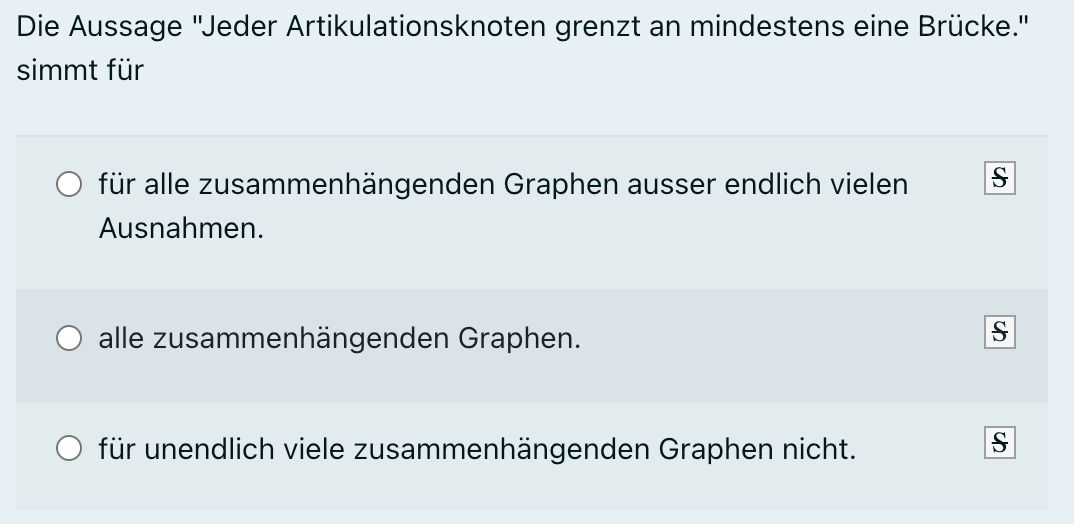 Die Aussage "Jeder Artikulationsknoten grenzt an mindestens eine Brücke."
simmt für
für alle zusammenhängenden Graphen ausser endlich vielen
Ausnahmen.
S
alle zusammenhängenden Graphen.
S
für unendlich viele zusammenhängenden Graphen nicht.
S